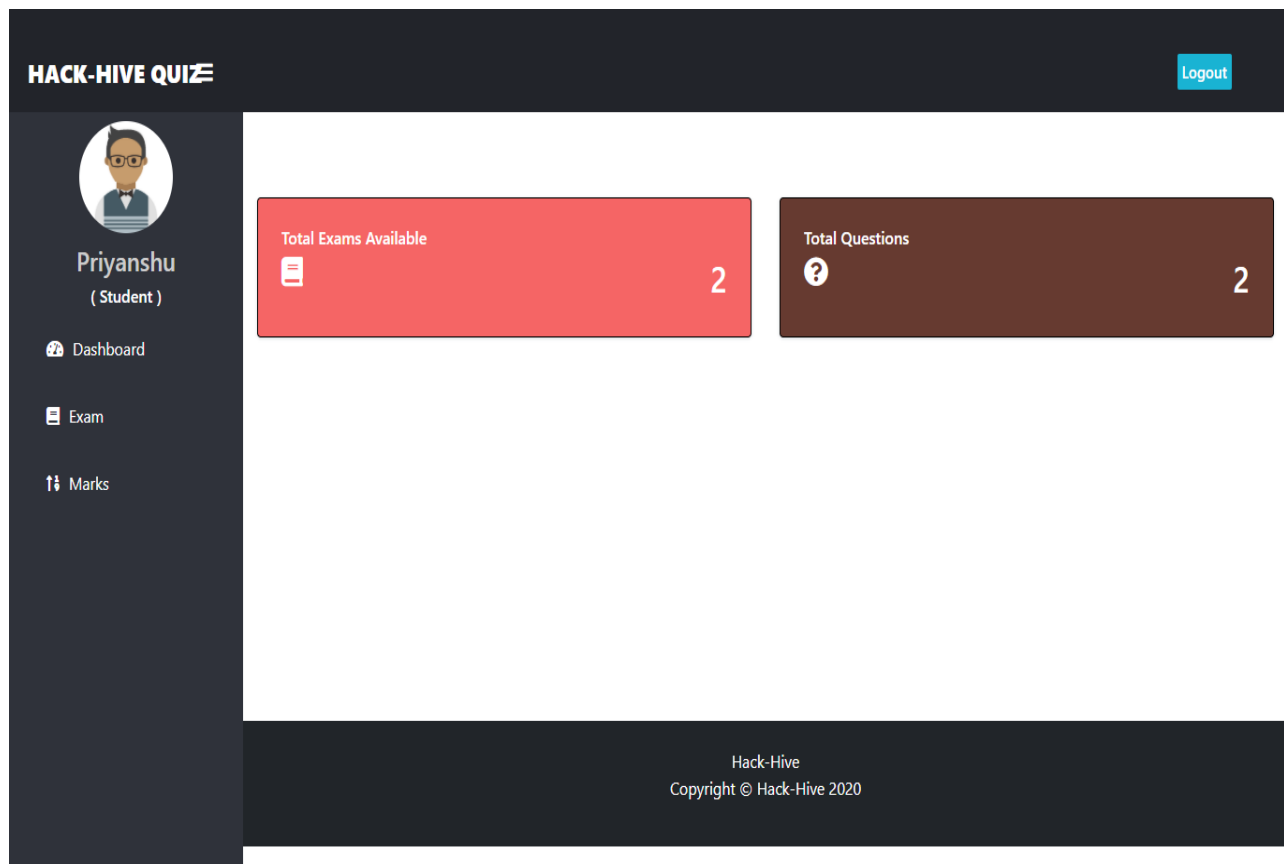 HACK-HIVE QUIZ
Logout
Priyanshu
( Student )
Dashboard
Exam
Marks
Total Exams Available
2
Total Questions
2
Hack-Hive
Copyright © Hack-Hive 2020